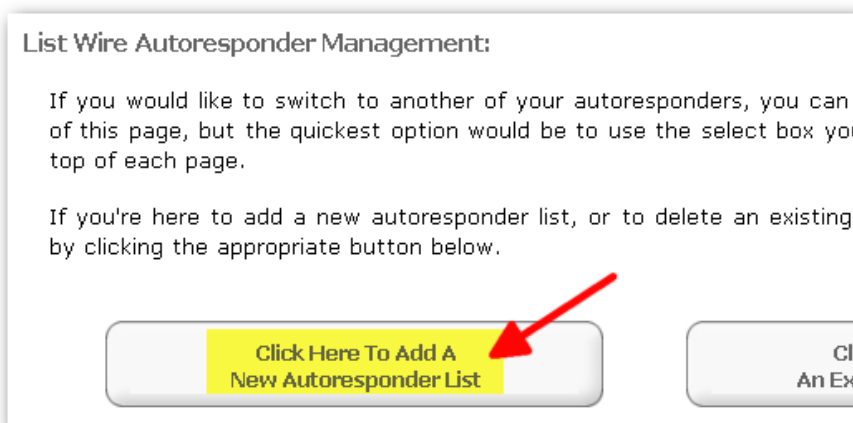 List Wire Autoresponder Management:
If you would like to switch to another of your autoresponders, you can
of this page, but the quickest option would be to use the select box
top of each page.
If you're here to add a new autoresponder list, or to delete an existing
by clicking the appropriate button below.
Click Here To Add A
New Autoresponder List
An